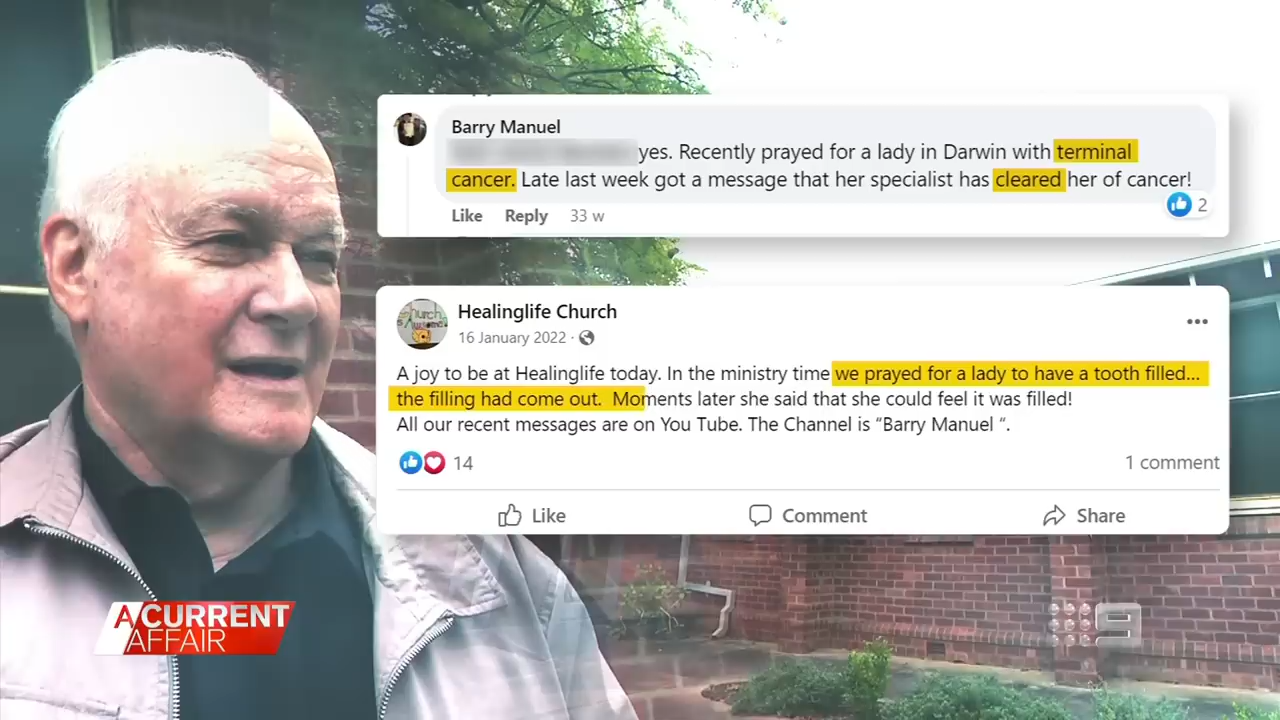 Barry Manuel
yes. Recently prayed for a lady in Darwin with terminal
cancer. Late last week got a message that her specialist has cleared her of cancer!
Like Reply 33 w
2
Healinglife Church
16 January 2022 ·
A joy to be at Healinglife today. In the ministry time we prayed for a lady to have a tooth filled...
the filling had come out. Moments later she said that she could feel it was filled!
All our recent messages are on You Tube. The Channel is “Barry Manuel “.
14 1 comment
Like Comment Share
A CURRENT
AFFAIR
9